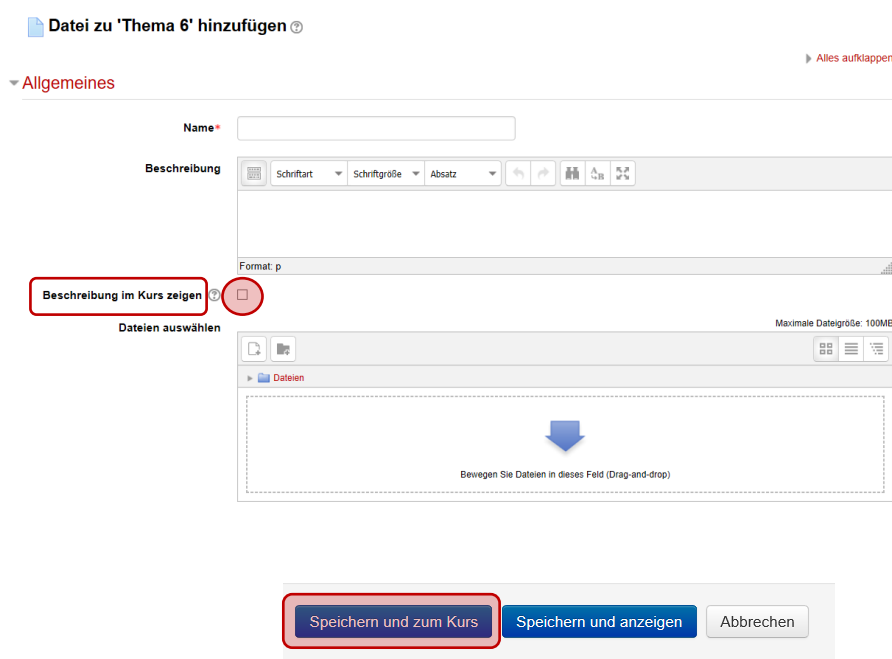 Datei zu 'Thema 6' hinzufügen
Alles aufklappen
Allgemeines
Name*
Beschreibung
Schriftart Schriftgröße Absatz
Format: p
Beschreibung im Kurs zeigen
Dateien auswählen
Maximale Dateigröße: 100MB
Dateien
Bewegen Sie Dateien in dieses Feld (Drag-and-drop)
Speichern und zum Kurs Speichern und anzeigen Abbrechen